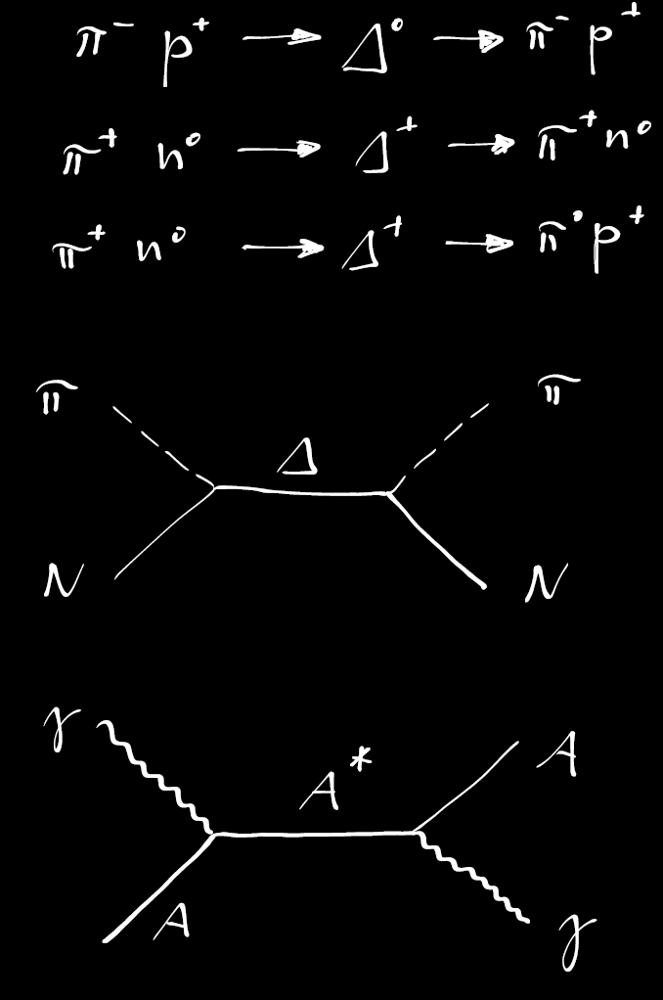 π⁻ p⁺ → Δ⁰ → π⁻ p⁺
π⁺ n⁰ → Δ⁺ → π⁺ n⁰
π⁺ n⁰ → Δ⁺ → π⁰ p⁺
π π
Δ
N N
γ A
A*
A γ